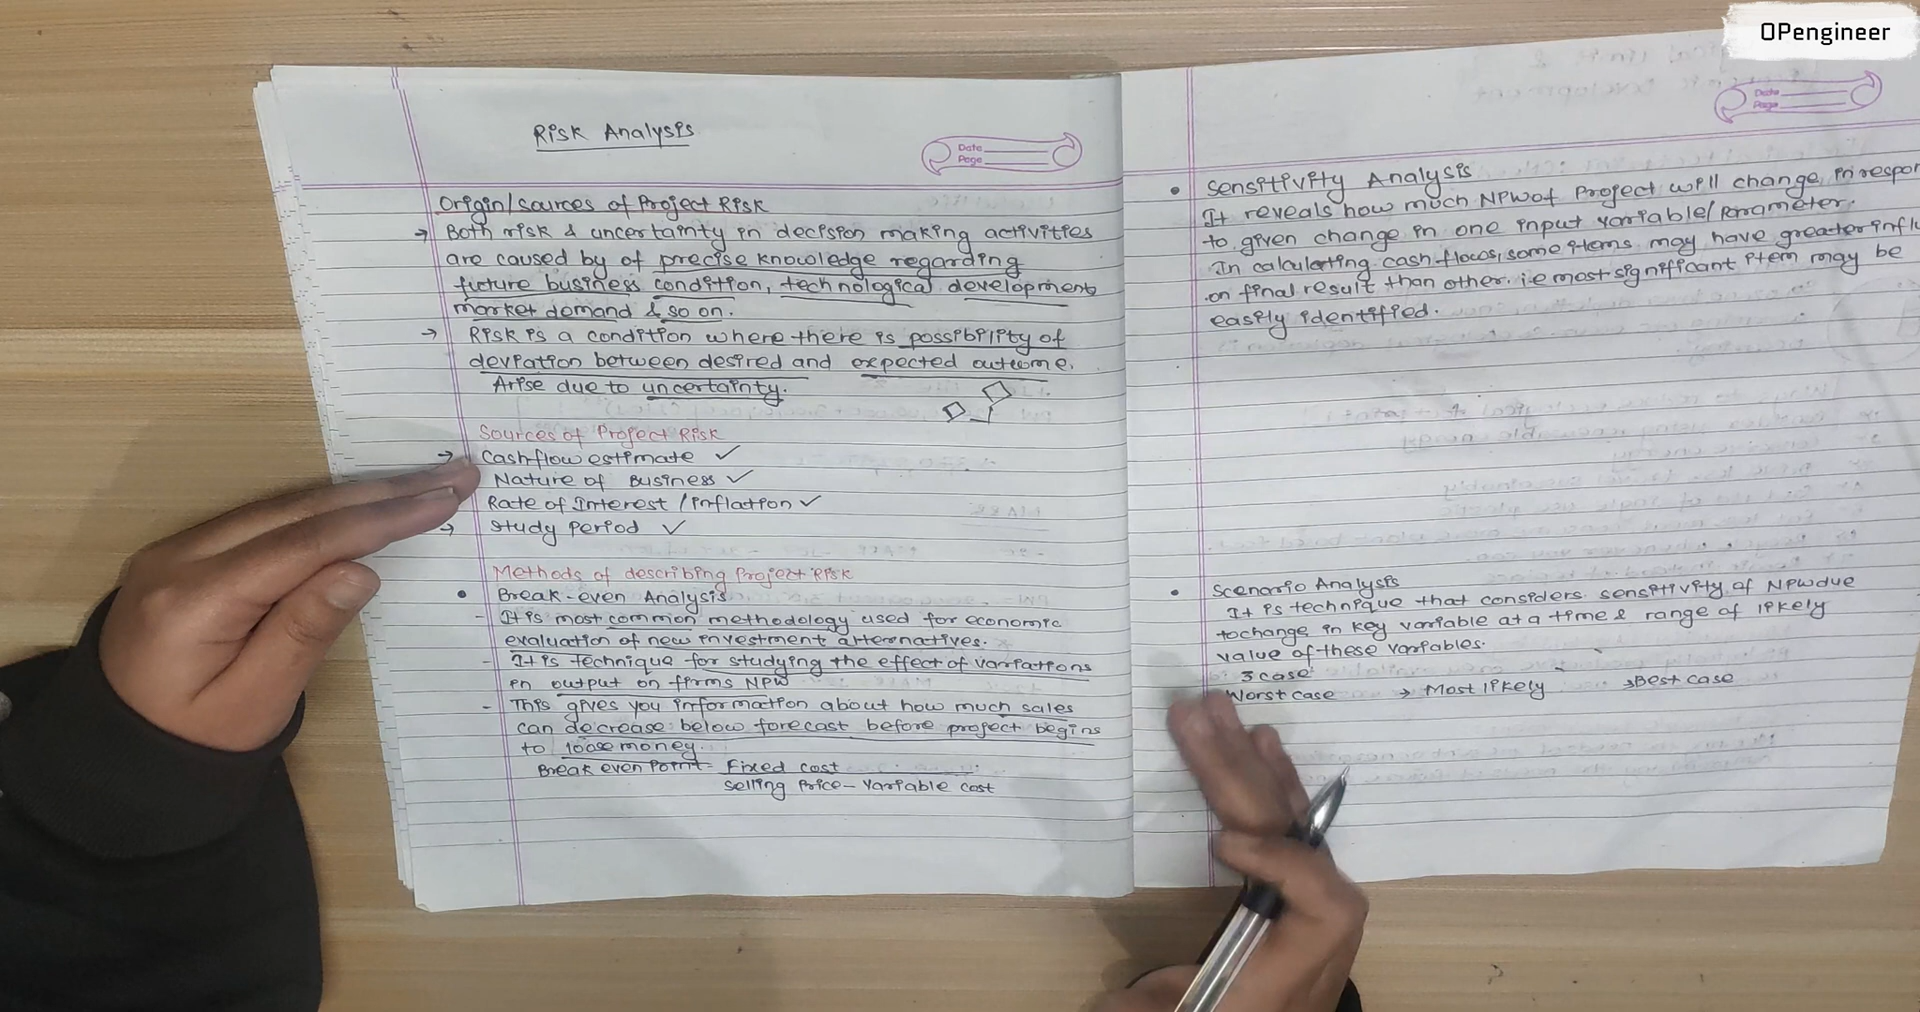 OPengineer
Risk Analysis
Date
Page
Origin/sources of Project Risk
→ Both risk & uncertainty in decision making activities
are caused by of precise knowledge regarding
future business condition, technological development
market demand & so on.
→ Risk is a condition where there is possibility of
deviation between desired and expected outcome.
Arise due to uncertainty.
Sources of Project Risk
→ Cashflow estimate ✓
Nature of Business ✓
Rate of Interest / inflation ✓
→ Study period ✓
Methods of describing Project Risk
• Break-even Analysis
- It is most common methodology used for economic
evaluation of new investment alternatives.
- It is technique for studying the effect of variations
in output on firms NPW
- This gives you information about how much sales
can decrease below forecast before project begins
to loose money.
Break even Point = Fixed cost
Selling Price - Variable cost
Date
Page
• Sensitivity Analysis
It reveals how much NPW of Project will change in respon
to given change in one input variable/Parameter.
In calculating cash flows, some items may have greater influ
on final result than other. i.e most significant item may be
easily identified.
• Scenario Analysis
It is technique that considers sensitivity of NPW due
to change in key variable at a time & range of likely
value of these variables.
3 case
Worst case → Most likely → Best case